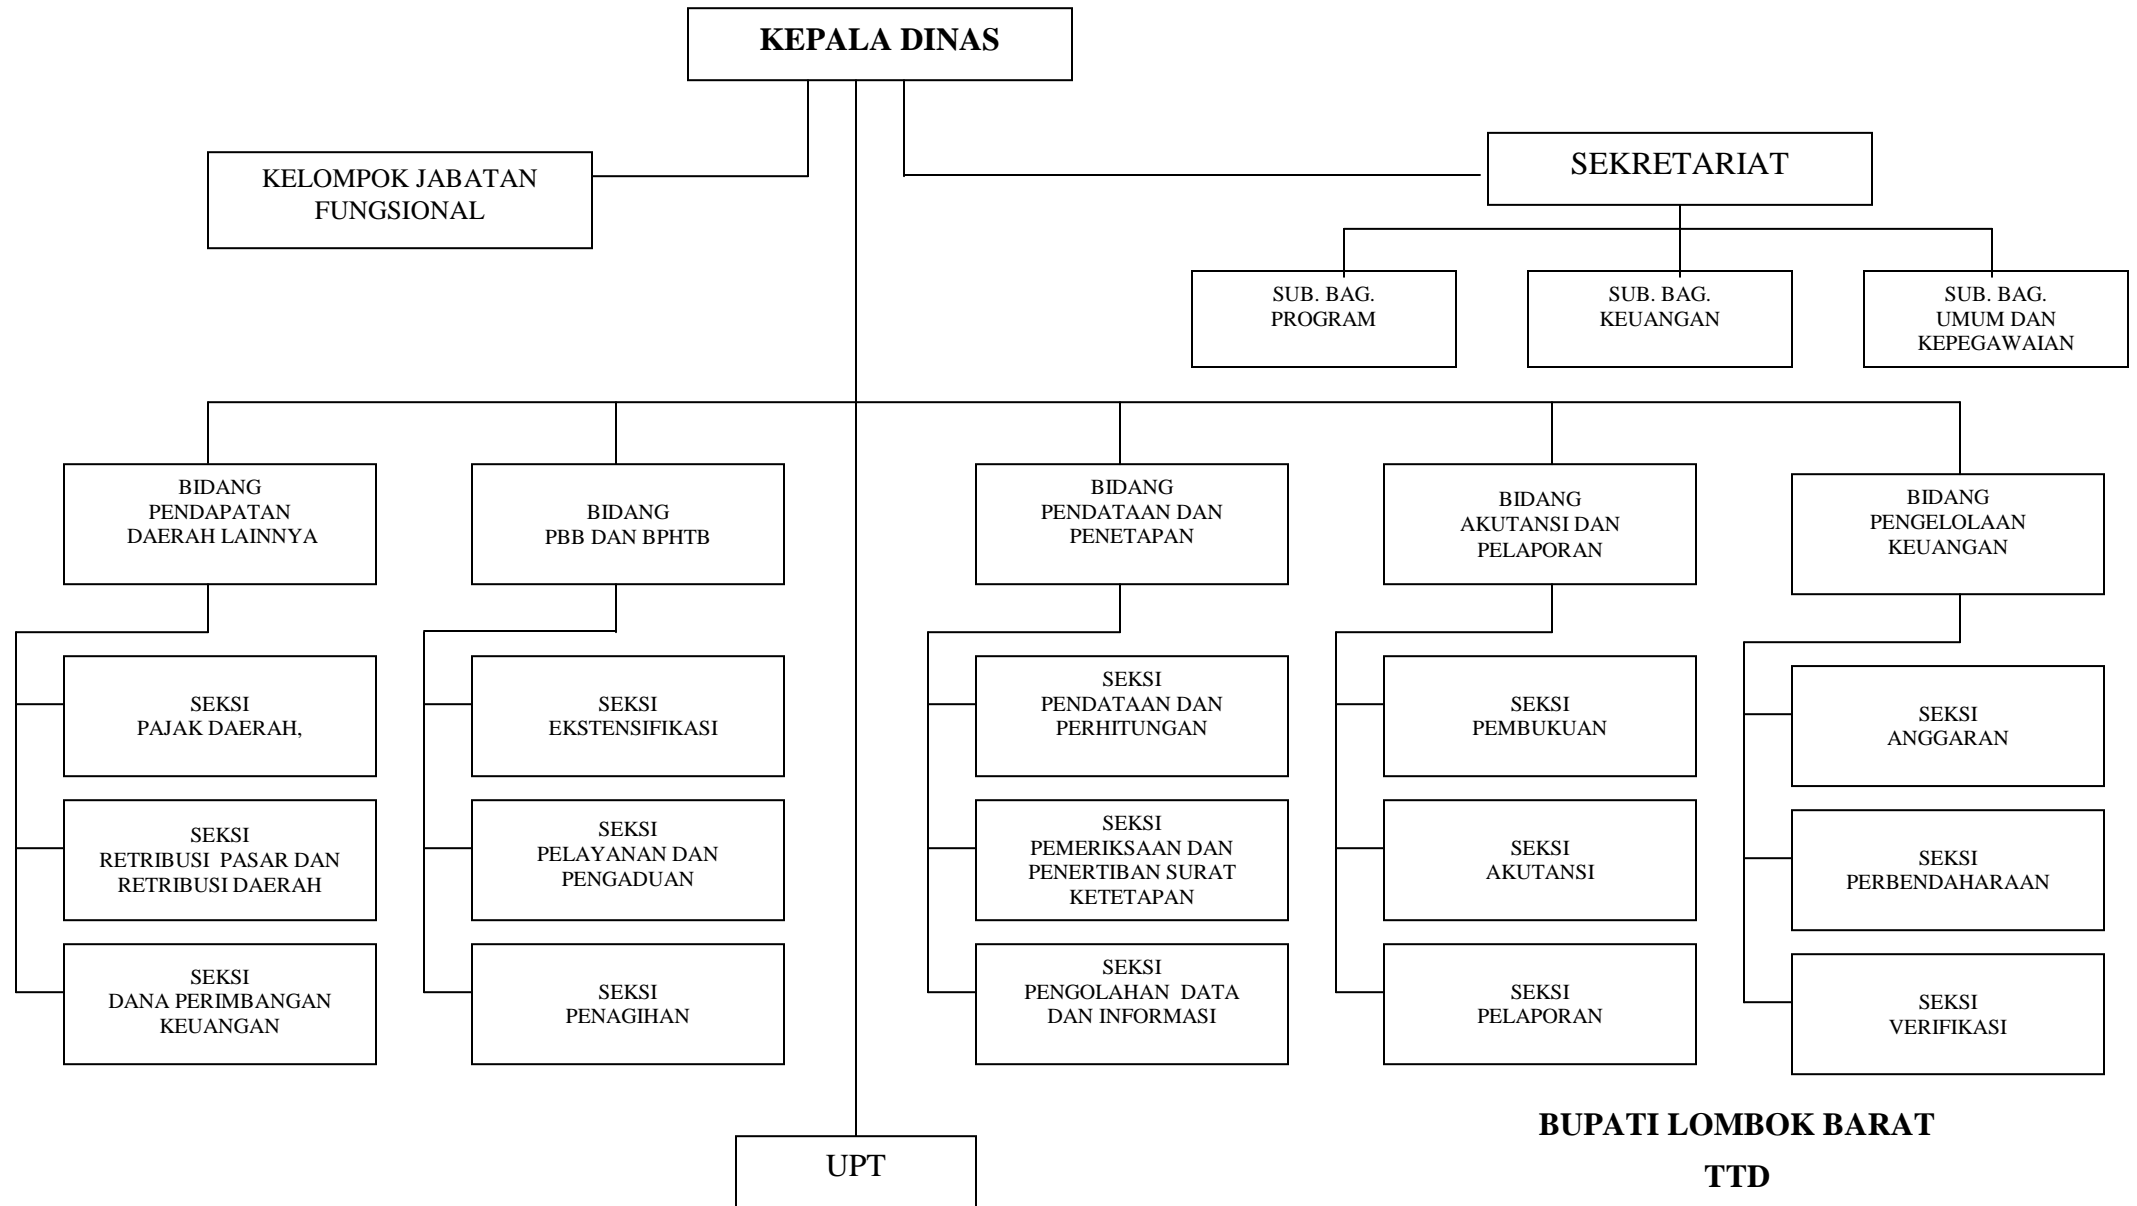 KEPALA DINAS
KELOMPOK JABATAN
FUNGSIONAL
SEKRETARIAT
SUB. BAG.
PROGRAM
SUB. BAG.
KEUANGAN
SUB. BAG.
UMUM DAN
KEPEGAWAIAN
BIDANG
PENDAPATAN
DAERAH LAINNYA
BIDANG
PBB DAN BPHTB
BIDANG
PENDATAAN DAN
PENETAPAN
BIDANG
AKUTANSI DAN
PELAPORAN
BIDANG
PENGELOLAAN
KEUANGAN
SEKSI
PAJAK DAERAH,
SEKSI
EKSTENSIFIKASI
SEKSI
PENDATAAN DAN
PERHITUNGAN
SEKSI
PEMBUKUAN
SEKSI
ANGGARAN
SEKSI
RETRIBUSI  PASAR DAN
RETRIBUSI DAERAH
SEKSI
PELAYANAN DAN
PENGADUAN
SEKSI
PEMERIKSAAN DAN
PENERTIBAN SURAT
KETETAPAN
SEKSI
AKUTANSI
SEKSI
PERBENDAHARAAN
SEKSI
DANA PERIMBANGAN
KEUANGAN
SEKSI
PENAGIHAN
SEKSI
PENGOLAHAN  DATA
DAN INFORMASI
SEKSI
PELAPORAN
SEKSI
VERIFIKASI
UPT
BUPATI LOMBOK BARAT
TTD